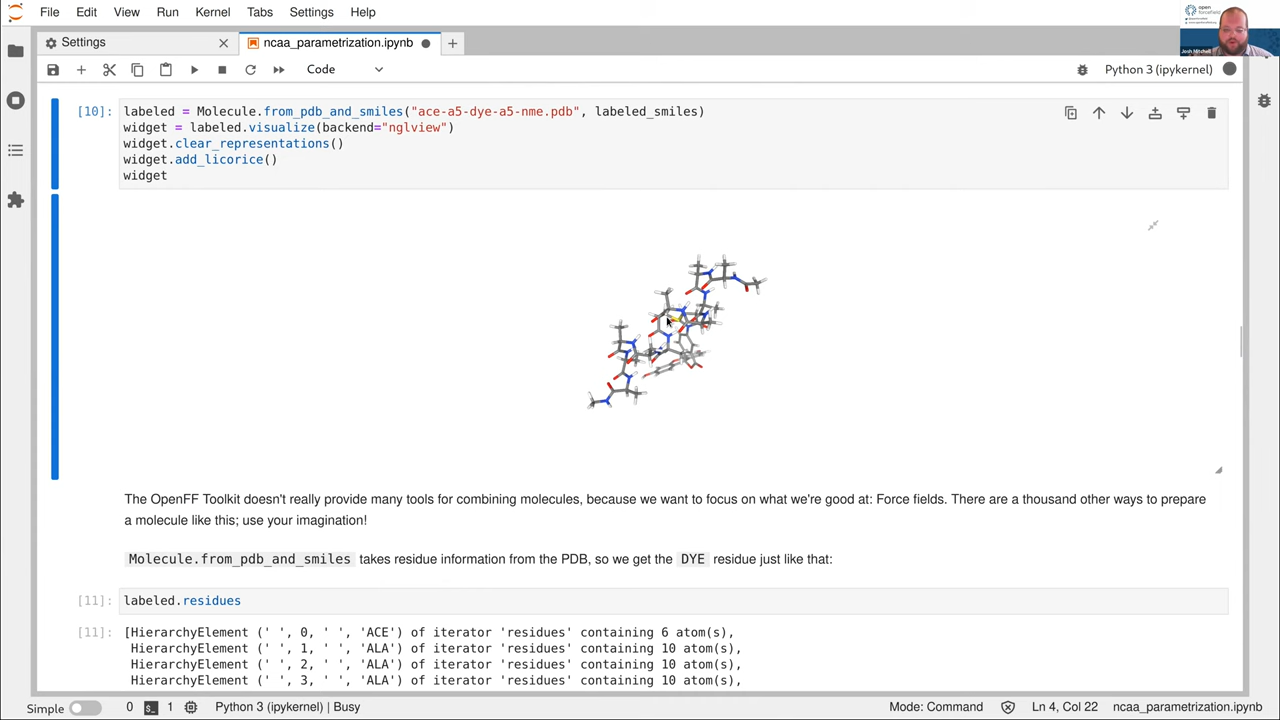 File Edit View Run Kernel Tabs Settings Help
open
forcefield
Settings
ncaa_parametrization.ipynb
Josh Mitchell
Code
Python 3 (ipykernel)
[10]:
labeled = Molecule.from_pdb_and_smiles("ace-a5-dye-a5-nme.pdb", labeled_smiles)
widget = labeled.visualize(backend="nglview")
widget.clear_representations()
widget.add_licorice()
widget
The OpenFF Toolkit doesn't really provide many tools for combining molecules, because we want to focus on what we're good at: Force fields. There are a thousand other ways to prepare
a molecule like this; use your imagination!
Molecule.from_pdb_and_smiles takes residue information from the PDB, so we get the DYE residue just like that:
[11]: labeled.residues
[11]: [HierarchyElement (' ', 0, ' ', 'ACE') of iterator 'residues' containing 6 atom(s),
HierarchyElement (' ', 1, ' ', 'ALA') of iterator 'residues' containing 10 atom(s),
HierarchyElement (' ', 2, ' ', 'ALA') of iterator 'residues' containing 10 atom(s),
HierarchyElement (' ', 3, ' ', 'ALA') of iterator 'residues' containing 10 atom(s),
Simple 0 1 Python 3 (ipykernel) | Busy Mode: Command Ln 4, Col 22 ncaa_parametrization.ipynb